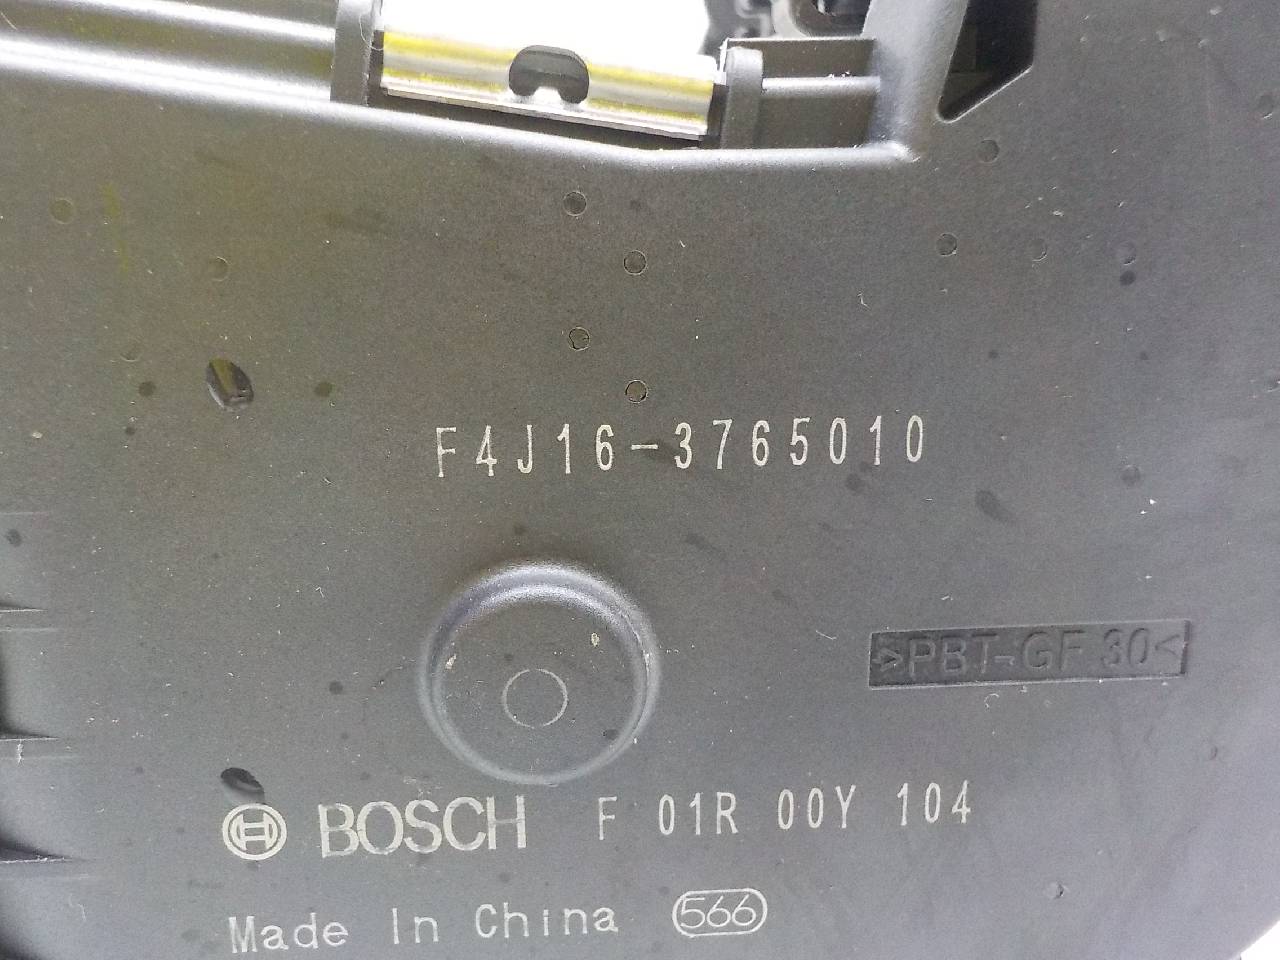 F4J16-3765010
>PBT-GF 30<
BOSCH F 01R 00Y 104
Made In China 566